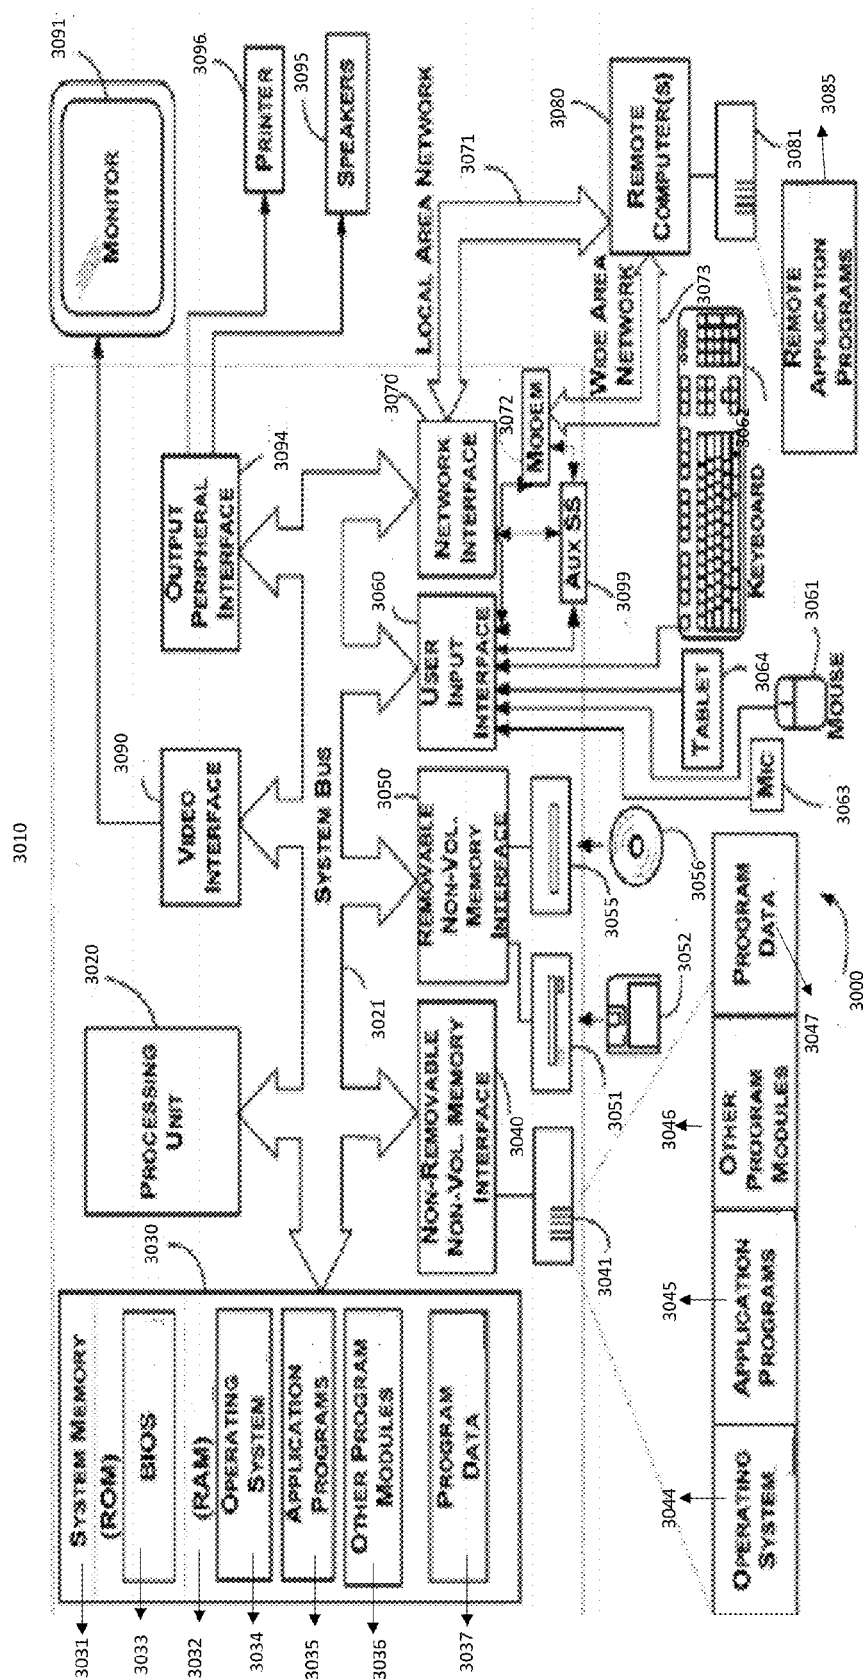 3010
3000
SYSTEM MEMORY
(ROM)
BIOS
(RAM)
OPERATING
SYSTEM
APPLICATION
PROGRAMS
OTHER PROGRAM
MODULES
PROGRAM
DATA
3031
3033
3032
3034
3035
3036
3037
3030
PROCESSING
UNIT
3020
VIDEO
INTERFACE
3090
OUTPUT
PERIPHERAL
INTERFACE
3094
MONITOR
3091
PRINTER
3096
SPEAKERS
3095
SYSTEM BUS
3021
NON-REMOVABLE
NON-VOL. MEMORY
INTERFACE
3040
REMOVABLE
NON-VOL.
MEMORY
INTERFACE
3050
USER
INPUT
INTERFACE
3060
NETWORK
INTERFACE
3070
LOCAL AREA NETWORK
3071
MODEM
3072
AUX SS
3099
WIDE AREA
NETWORK
3073
REMOTE
COMPUTER(S)
3080
3081
REMOTE
APPLICATION
PROGRAMS
3085
3041
3051
3052
3055
3056
MIC
3063
MOUSE
3061
TABLET
3064
KEYBOARD
3062
OPERATING
SYSTEM
3044
APPLICATION
PROGRAMS
3045
OTHER
PROGRAM
MODULES
3046
PROGRAM
DATA
3047